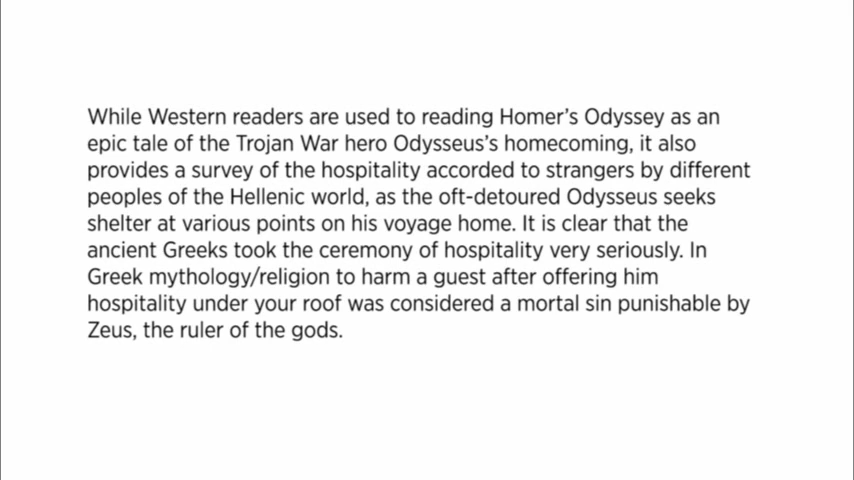 While Western readers are used to reading Homer's Odyssey as an
epic tale of the Trojan War hero Odysseus's homecoming, it also
provides a survey of the hospitality accorded to strangers by different
peoples of the Hellenic world, as the oft-detoured Odysseus seeks
shelter at various points on his voyage home. It is clear that the
ancient Greeks took the ceremony of hospitality very seriously. In
Greek mythology/religion to harm a guest after offering him
hospitality under your roof was considered a mortal sin punishable by
Zeus, the ruler of the gods.